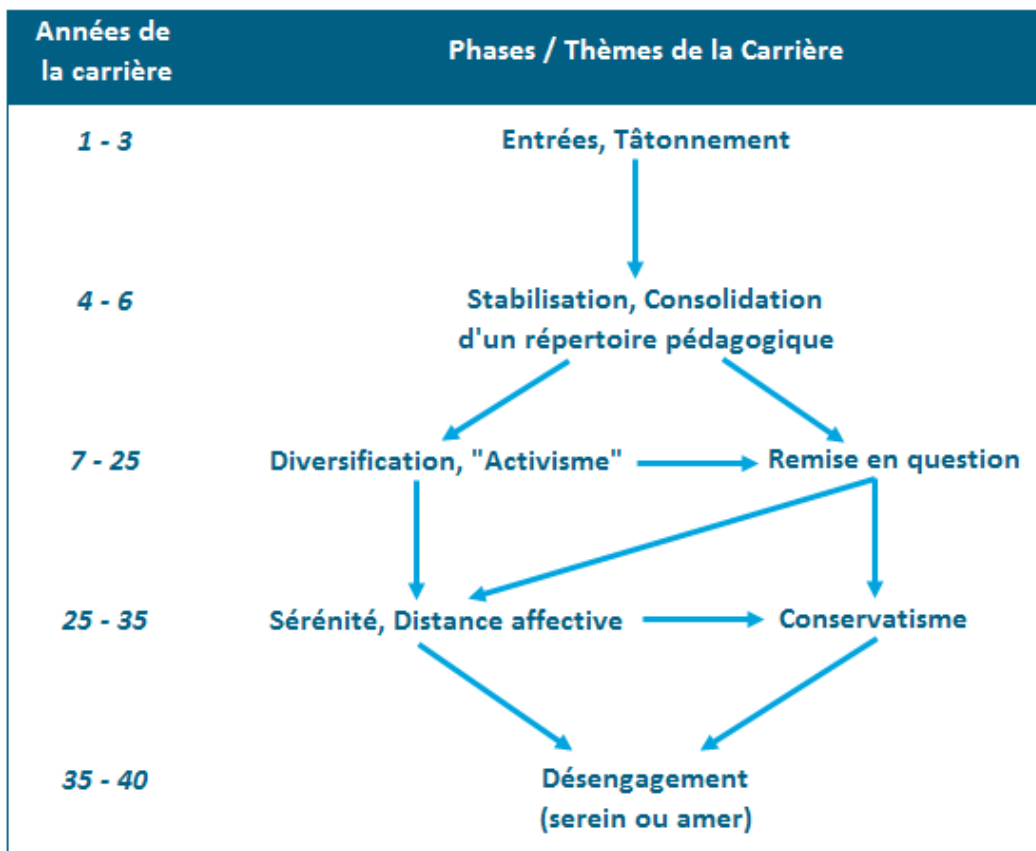 Années de
la carrière
Phases / Thèmes de la Carrière
1 - 3
Entrées, Tâtonnement
4 - 6
Stabilisation, Consolidation
d'un répertoire pédagogique
7 - 25
Diversification, "Activisme"
Remise en question
25 - 35
Sérénité, Distance affective
Conservatisme
35 - 40
Désengagement
(serein ou amer)